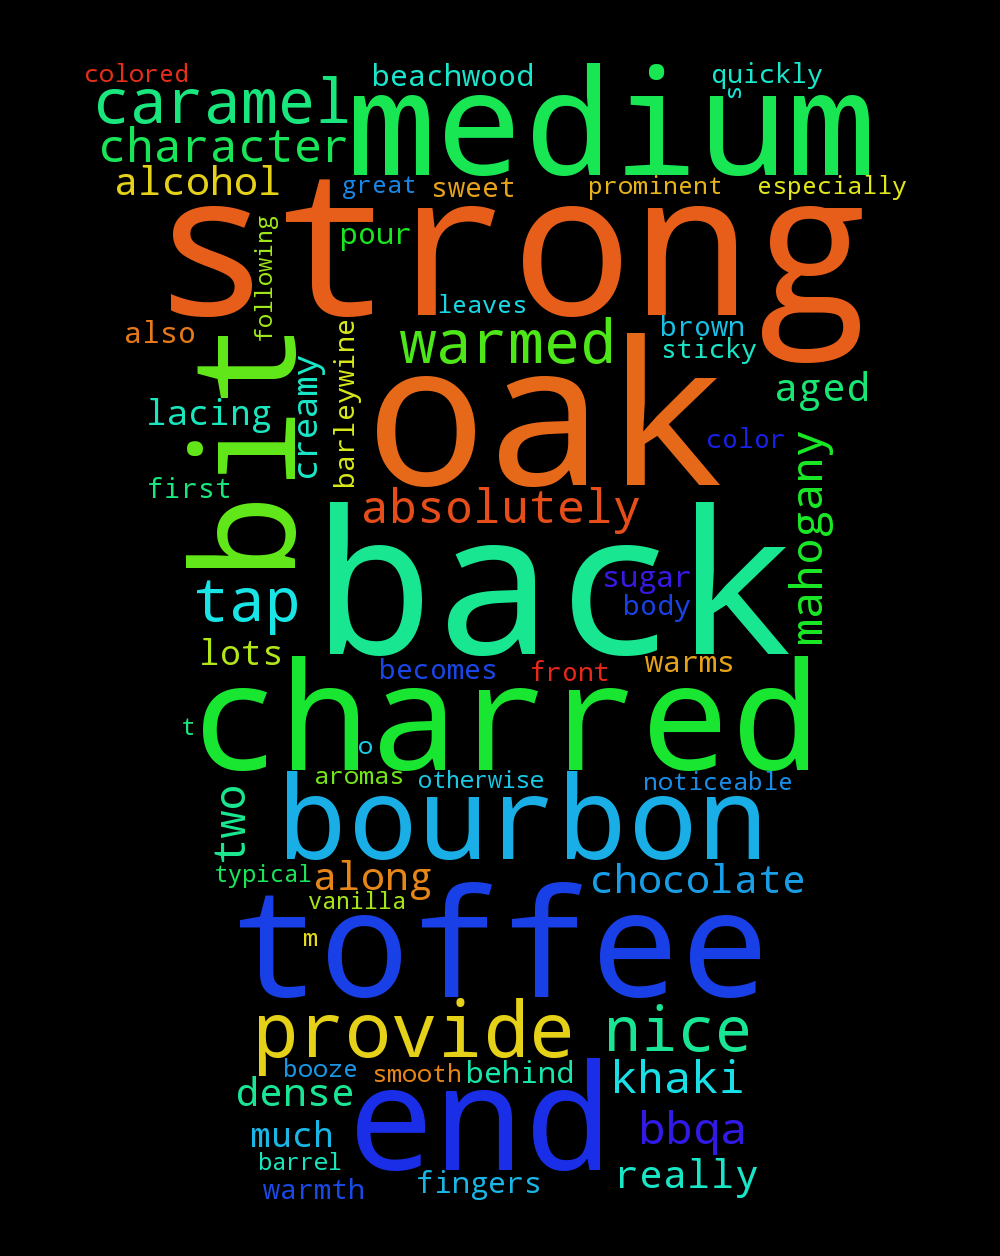 colored
beachwood
quickly
s
caramel
medium
character
alcohol
great
sweet
prominent
especially
strong
following
pour
leaves
also
barleywine
warmed
brown
sticky
bit
creamy
oak
aged
lacing
color
mahogany
first
absolutely
back
tap
sugar
body
lots
becomes
front
warms
charred
t
o
aromas
otherwise
noticeable
two
bourbon
typical
along
chocolate
vanilla
toffee
m
provide
nice
booze
smooth
behind
khaki
dense
end
much
bbqa
barrel
really
warmth
fingers